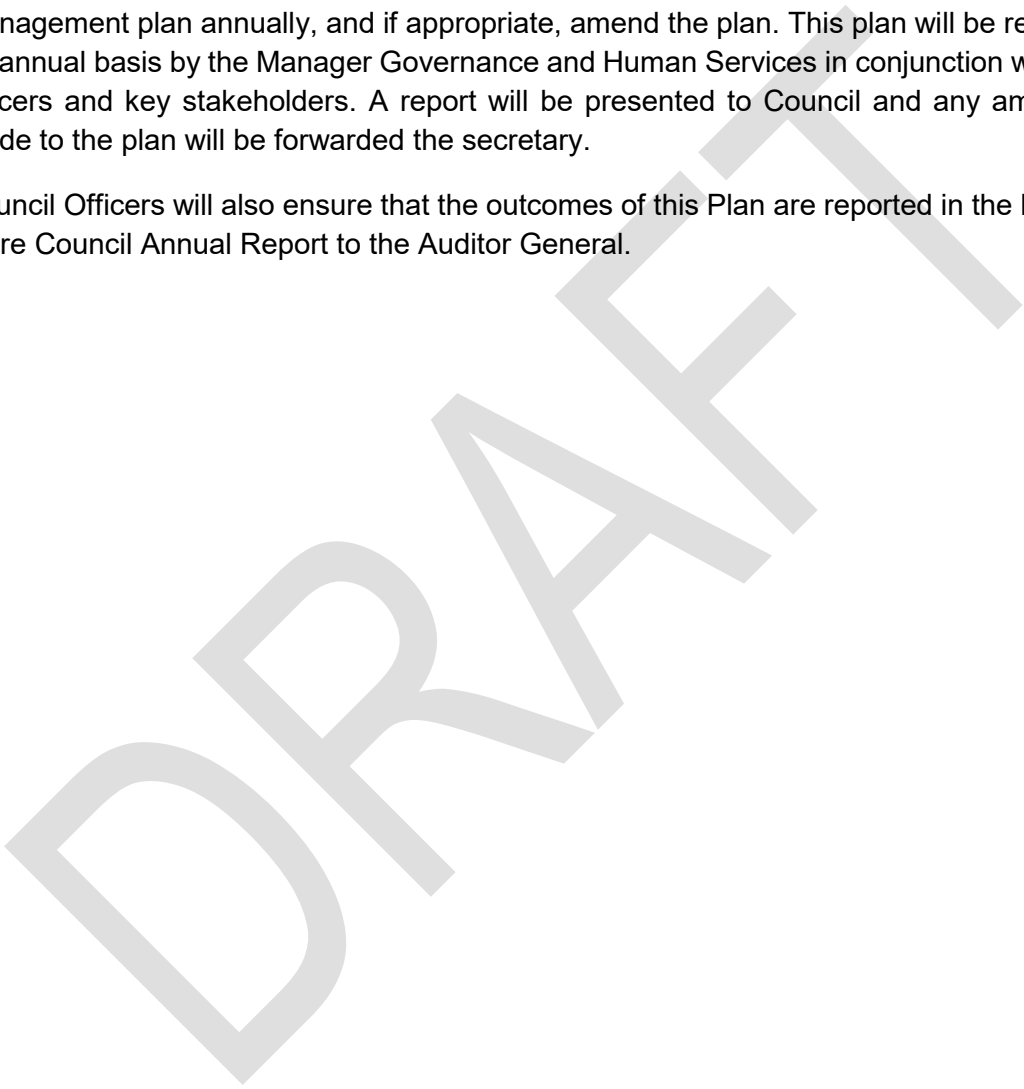 nagement plan annually, and if appropriate, amend the plan. This plan will be re
annual basis by the Manager Governance and Human Services in conjunction w
cers and key stakeholders. A report will be presented to Council and any am
de to the plan will be forwarded the secretary.
uncil Officers will also ensure that the outcomes of this Plan are reported in the
re Council Annual Report to the Auditor General.
DRAFT